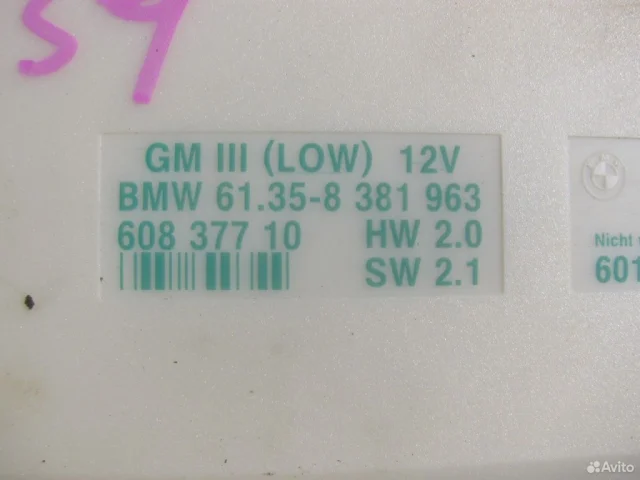 59
GM III (LOW) 12V
BMW 61.35-8 381 963
608 377 10 HW 2.0
SW 2.1
Nicht
601
Avito